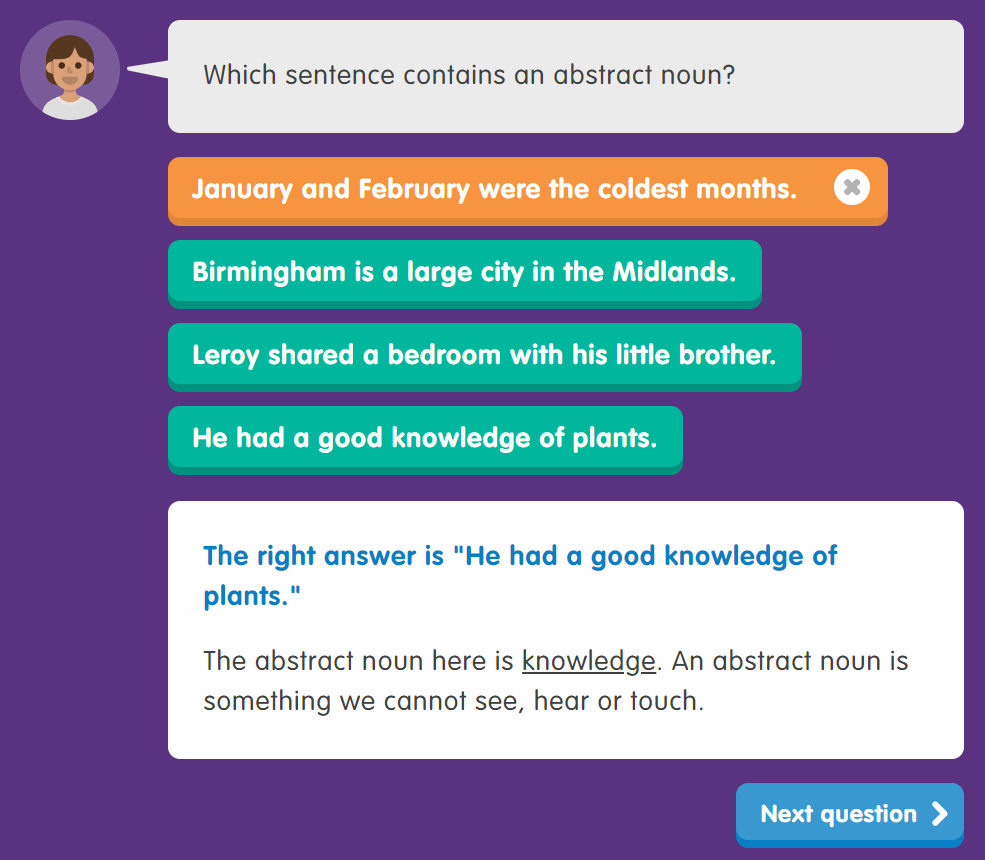 Which sentence contains an abstract noun?
January and February were the coldest months.
Birmingham is a large city in the Midlands.
Leroy shared a bedroom with his little brother.
He had a good knowledge of plants.
The right answer is "He had a good knowledge of
plants."
The abstract noun here is knowledge. An abstract noun is
something we cannot see, hear or touch.
Next question